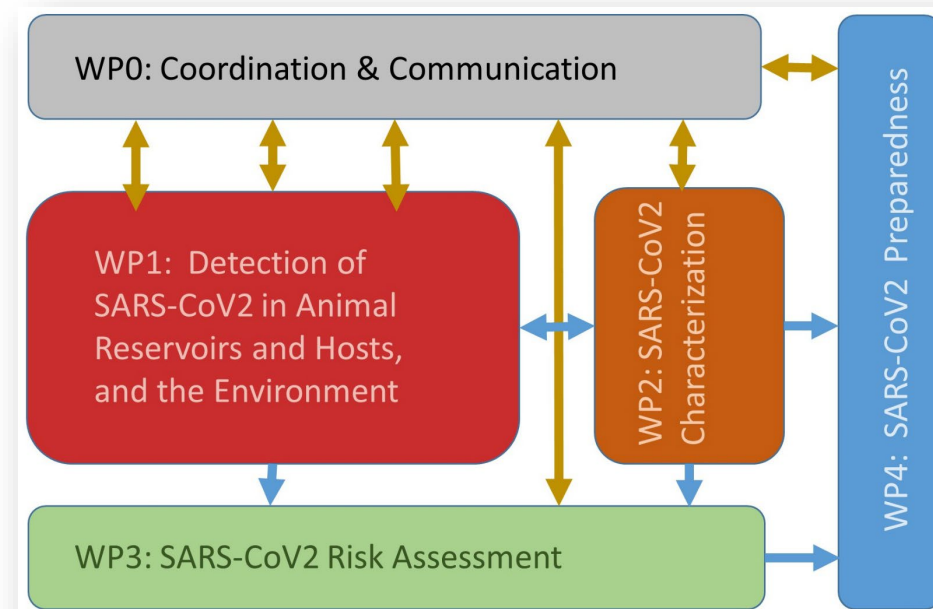 WP0: Coordination & Communication
WP1: Detection of
SARS-CoV2 in Animal
Reservoirs and Hosts,
and the Environment
WP2: SARS-CoV2
Characterization
WP3: SARS-CoV2 Risk Assessment
WP4: SARS-CoV2 Preparedness